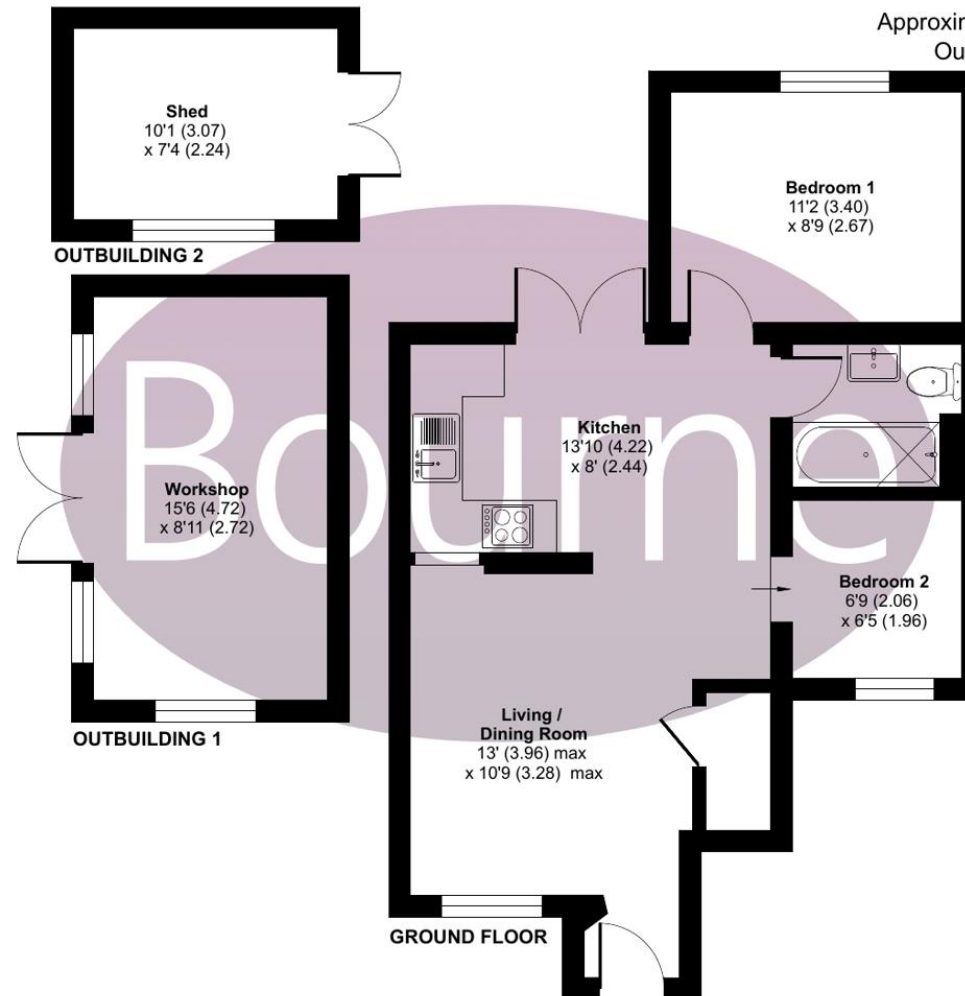 Approxin
Ou
Shed
10'1 (3.07)
x 7'4 (2.24)
OUTBUILDING 2
Bedroom 1
11'2 (3.40)
x 8'9 (2.67)
Bourne
Kitchen
13'10 (4.22)
x 8' (2.44)
Workshop
15'6 (4.72)
x 8'11 (2.72)
OUTBUILDING 1
Bedroom 2
6'9 (2.06)
x 6'5 (1.96)
Living /
Dining Room
13' (3.96) max
x 10'9 (3.28) max
GROUND FLOOR